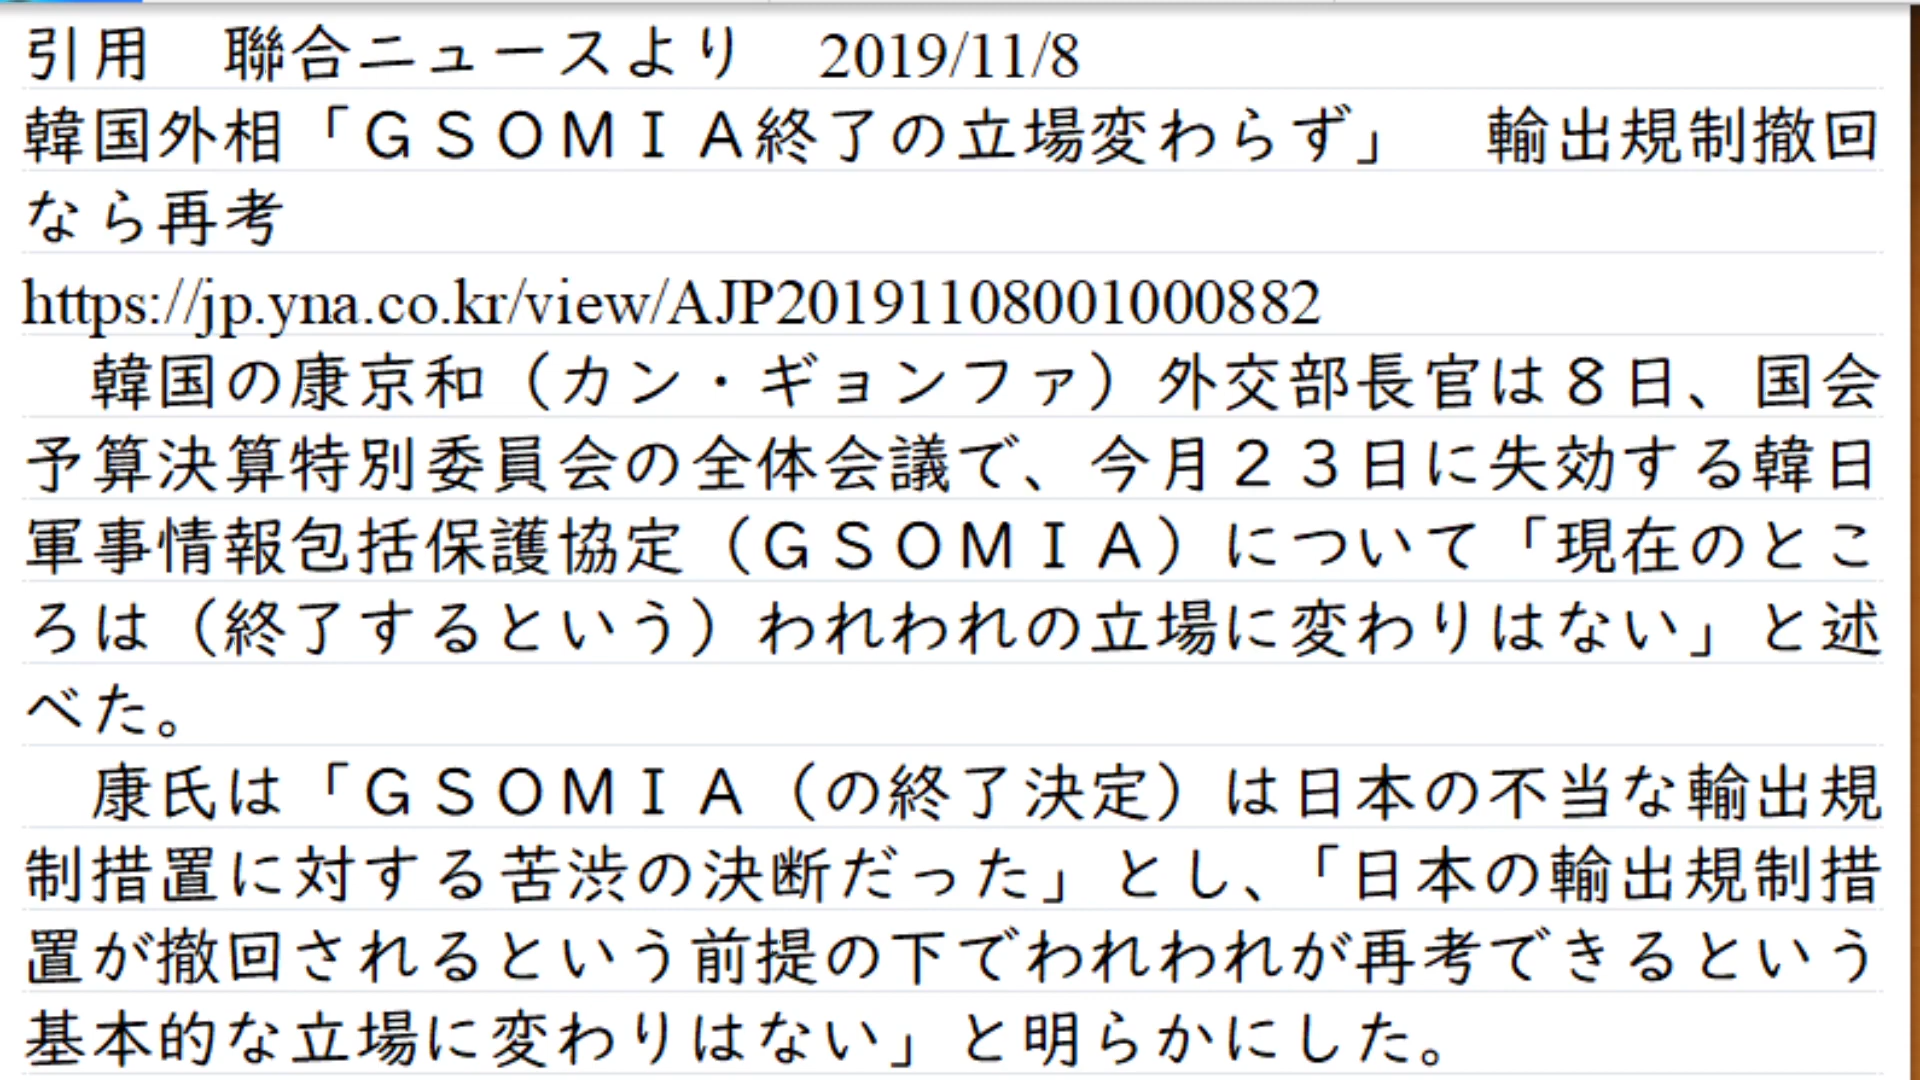 引用　聯合ニュースより　2019/11/8
韓国外相「ＧＳＯＭＩＡ終了の立場変わらず」　輸出規制撤回
なら再考
https://jp.yna.co.kr/view/AJP20191108001000882
　韓国の康京和（カン・ギョンファ）外交部長官は８日、国会
予算決算特別委員会の全体会議で、今月２３日に失効する韓日
軍事情報包括保護協定（ＧＳＯＭＩＡ）について「現在のとこ
ろは（終了するという）われわれの立場に変わりはない」と述
べた。
　康氏は「ＧＳＯＭＩＡ（の終了決定）は日本の不当な輸出規
制措置に対する苦渋の決断だった」とし、「日本の輸出規制措
置が撤回されるという前提の下でわれわれが再考できるという
基本的な立場に変わりはない」と明らかにした。